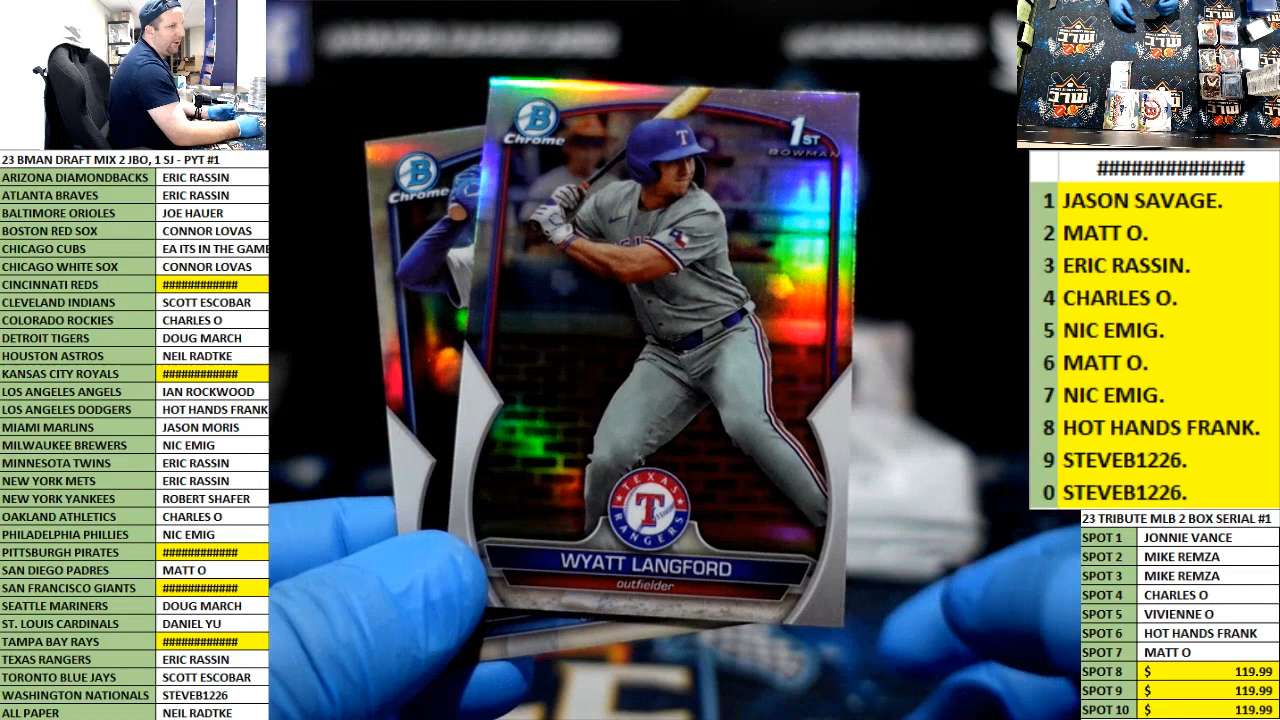 23 BMAN DRAFT MIX 2 JBO, 1 SJ - PYT #1
ARIZONA DIAMONDBACKS ERIC RASSIN
ATLANTA BRAVES ERIC RASSIN
BALTIMORE ORIOLES JOE HAUER
BOSTON RED SOX CONNOR LOVAS
CHICAGO CUBS EA ITS IN THE GAME
CHICAGO WHITE SOX CONNOR LOVAS
CINCINNATI REDS ############
CLEVELAND INDIANS SCOTT ESCOBAR
COLORADO ROCKIES CHARLES O
DETROIT TIGERS DOUG MARCH
HOUSTON ASTROS NEIL RADTKE
KANSAS CITY ROYALS ############
LOS ANGELES ANGELS IAN ROCKWOOD
LOS ANGELES DODGERS HOT HANDS FRANK
MIAMI MARLINS JASON MORIS
MILWAUKEE BREWERS NIC EMIG
MINNESOTA TWINS ERIC RASSIN
NEW YORK METS ERIC RASSIN
NEW YORK YANKEES ROBERT SHAFER
OAKLAND ATHLETICS CHARLES O
PHILADELPHIA PHILLIES NIC EMIG
PITTSBURGH PIRATES ############
SAN DIEGO PADRES MATT O
SAN FRANCISCO GIANTS ############
SEATTLE MARINERS DOUG MARCH
ST. LOUIS CARDINALS DANIEL YU
TAMPA BAY RAYS ############
TEXAS RANGERS ERIC RASSIN
TORONTO BLUE JAYS SCOTT ESCOBAR
WASHINGTON NATIONALS STEVEB1226
ALL PAPER NEIL RADTKE
B
Chrome
B
Chrome
1ST
BOWMAN
T
TEXAS
T
RANGERS
WYATT LANGFORD
outfielder
שרב
שרב
שרב
##############
1 JASON SAVAGE.
2 MATT O.
3 ERIC RASSIN.
4 CHARLES O.
5 NIC EMIG.
6 MATT O.
7 NIC EMIG.
8 HOT HANDS FRANK.
9 STEVEB1226.
0 STEVEB1226.
23 TRIBUTE MLB 2 BOX SERIAL #1
SPOT 1 JONNIE VANCE
SPOT 2 MIKE REMZA
SPOT 3 MIKE REMZA
SPOT 4 CHARLES O
SPOT 5 VIVIENNE O
SPOT 6 HOT HANDS FRANK
SPOT 7 MATT O
SPOT 8 $ 119.99
SPOT 9 $ 119.99
SPOT 10 $ 119.99